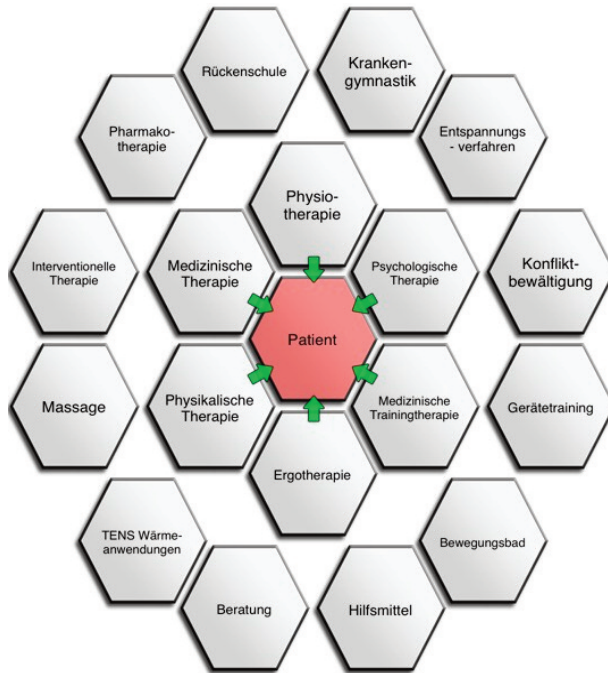 Rückenschule
Kranken-
gymnastik
Pharmako-
therapie
Entspannungs
- verfahren
Physio-
therapie
Interventionelle
Therapie
Medizinische
Therapie
Psychologische
Therapie
Konflikt-
bewältigung
Patient
Massage
Physikalische
Therapie
Medizinische
Trainingtherapie
Gerätetraining
Ergotherapie
TENS Wärme-
anwendungen
Bewegungsbad
Beratung
Hilfsmittel